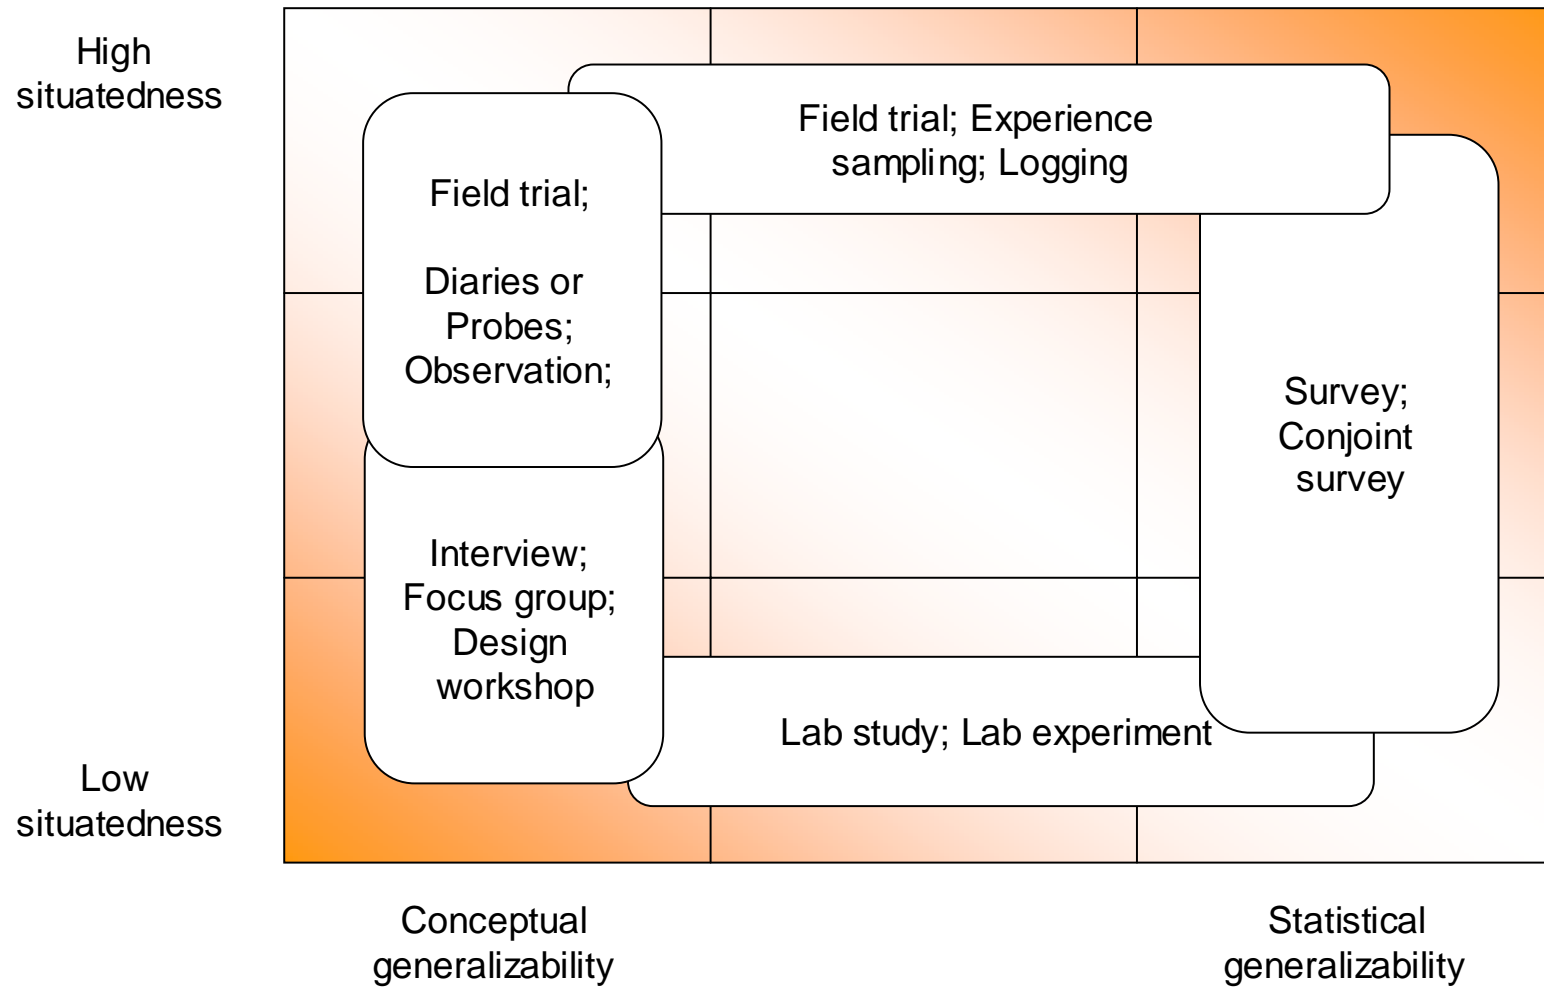 High
situatedness
Field trial; Experience
sampling; Logging
Field trial;
Diaries or
Probes;
Observation;
Survey;
Conjoint
survey
Interview;
Focus group;
Design
workshop
Lab study; Lab experiment
Low
situatedness
Conceptual
generalizability
Statistical
generalizability